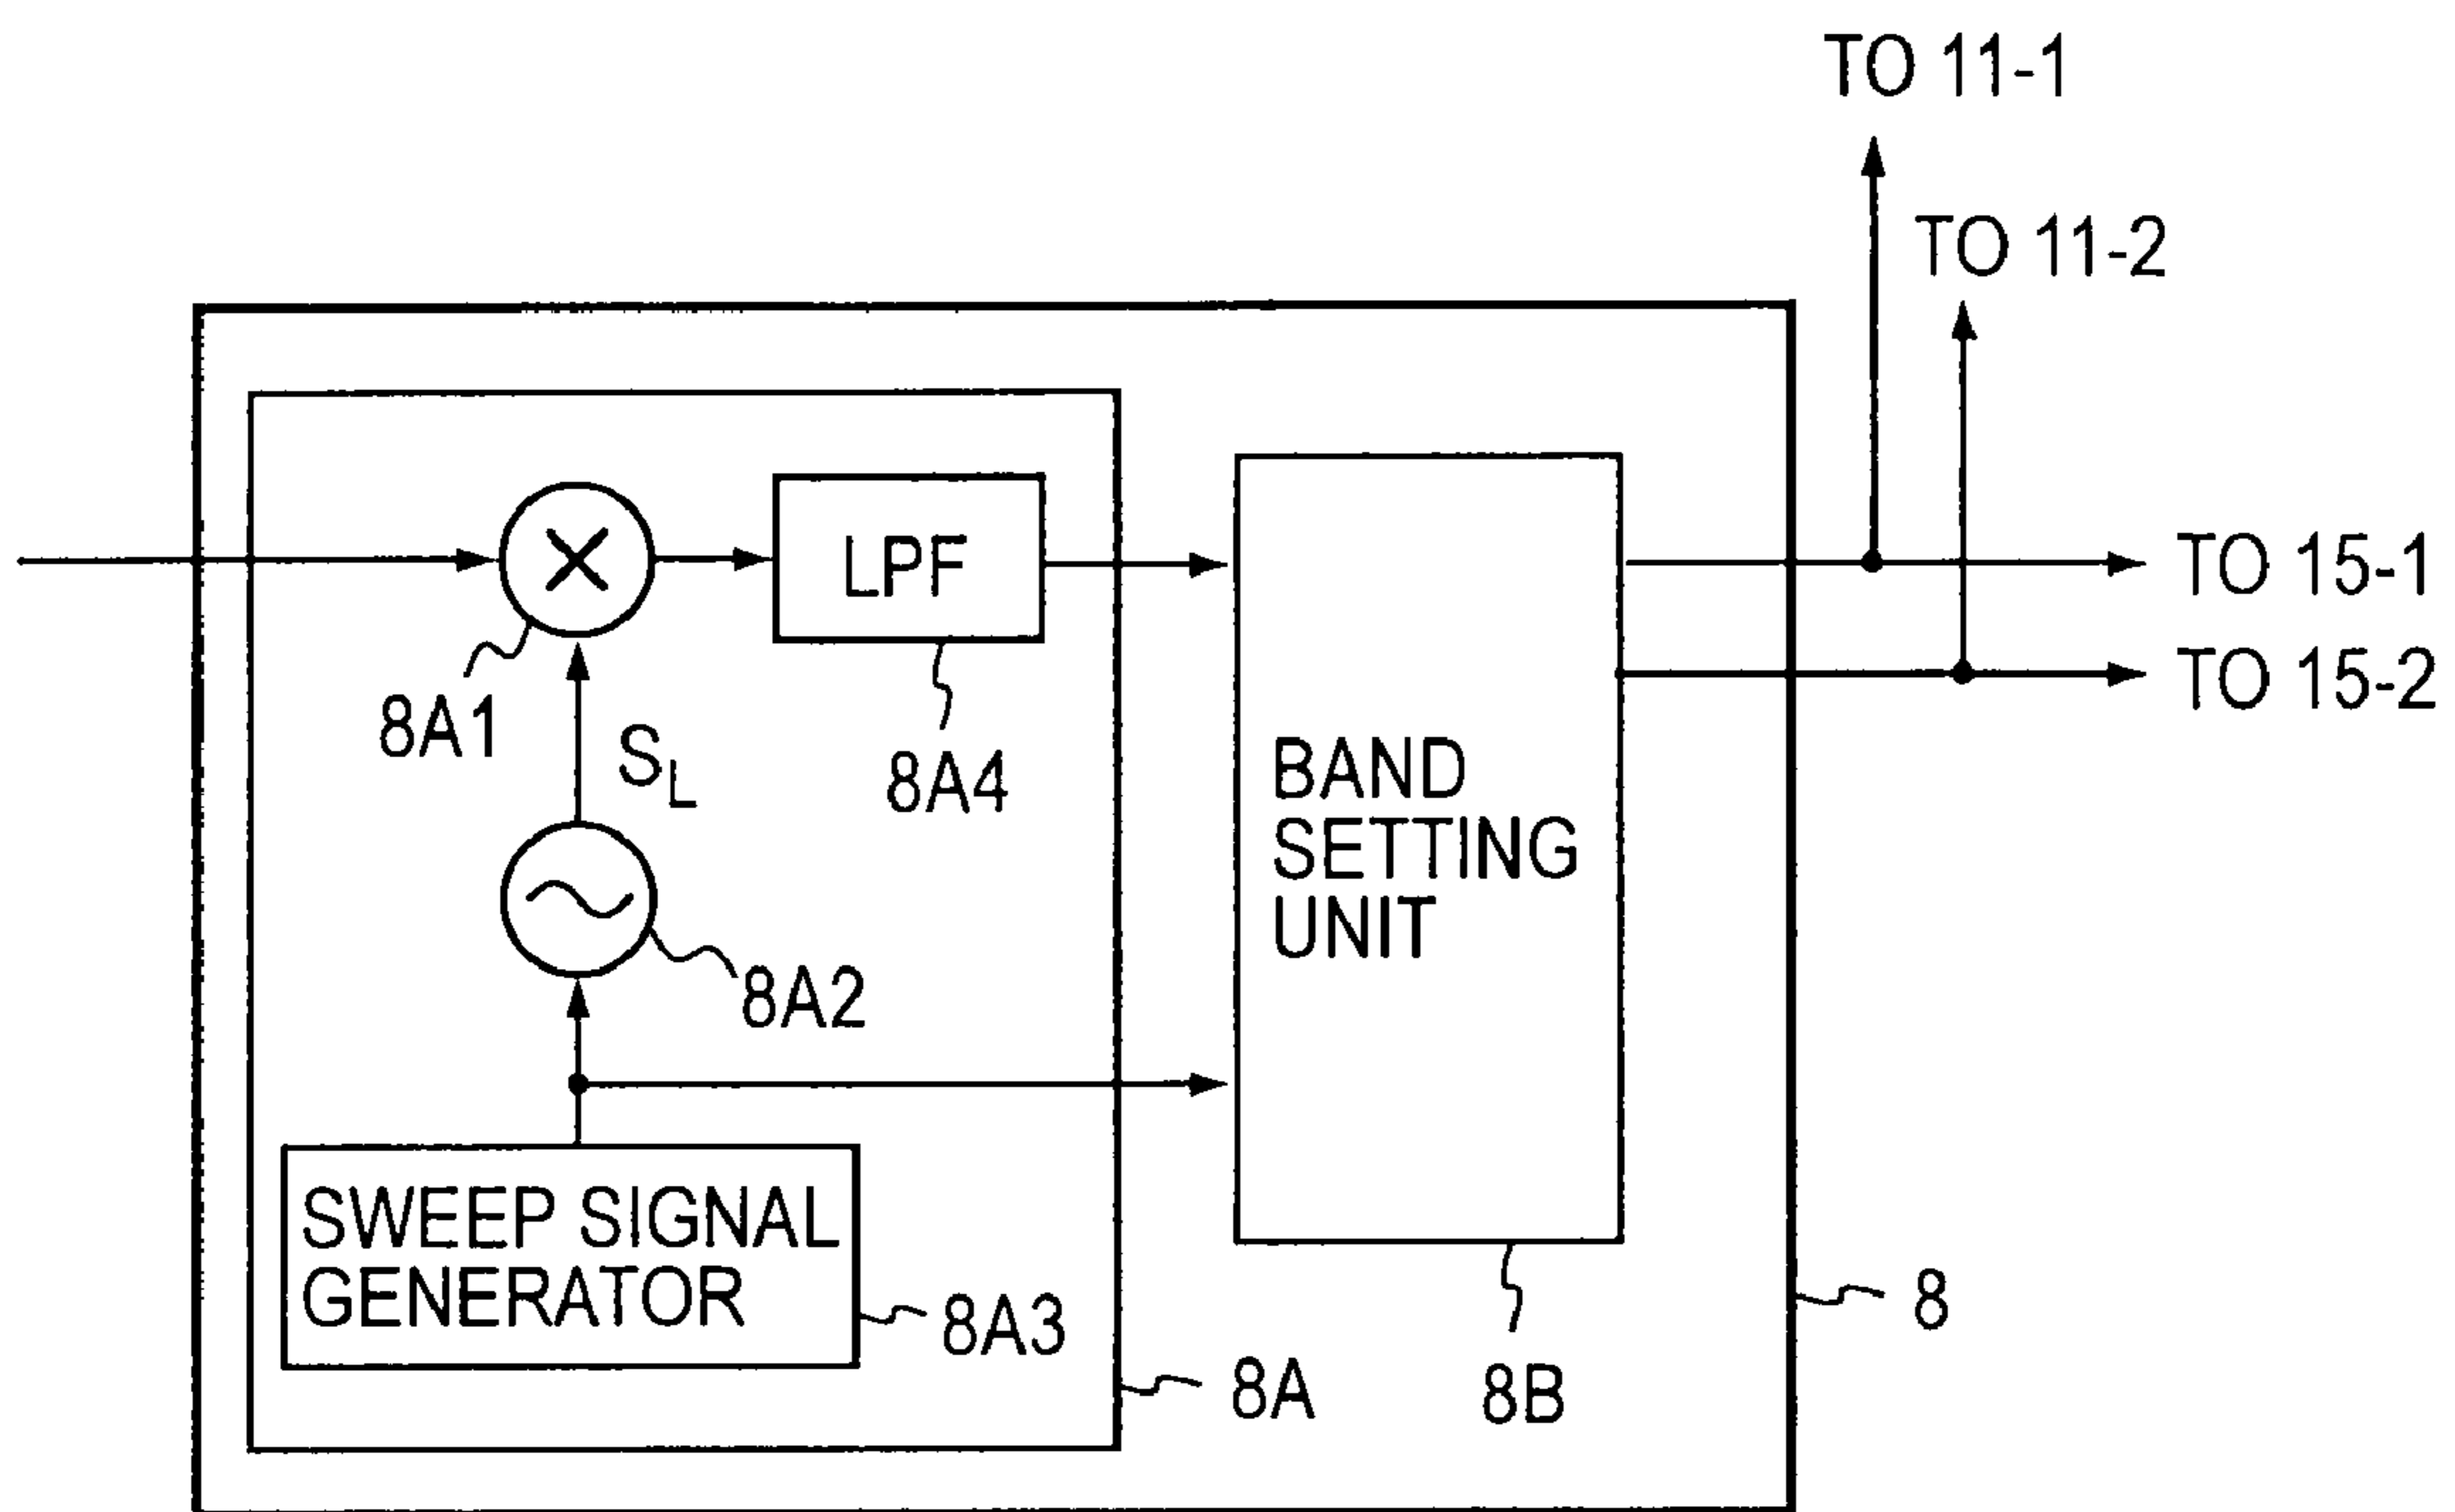 TO 11-1
TO 11-2
LPF
TO 15-1
TO 15-2
8A1
SL
8A4
BAND
SETTING
UNIT
8A2
SWEEP SIGNAL
GENERATOR
8A3
8
8A
8B